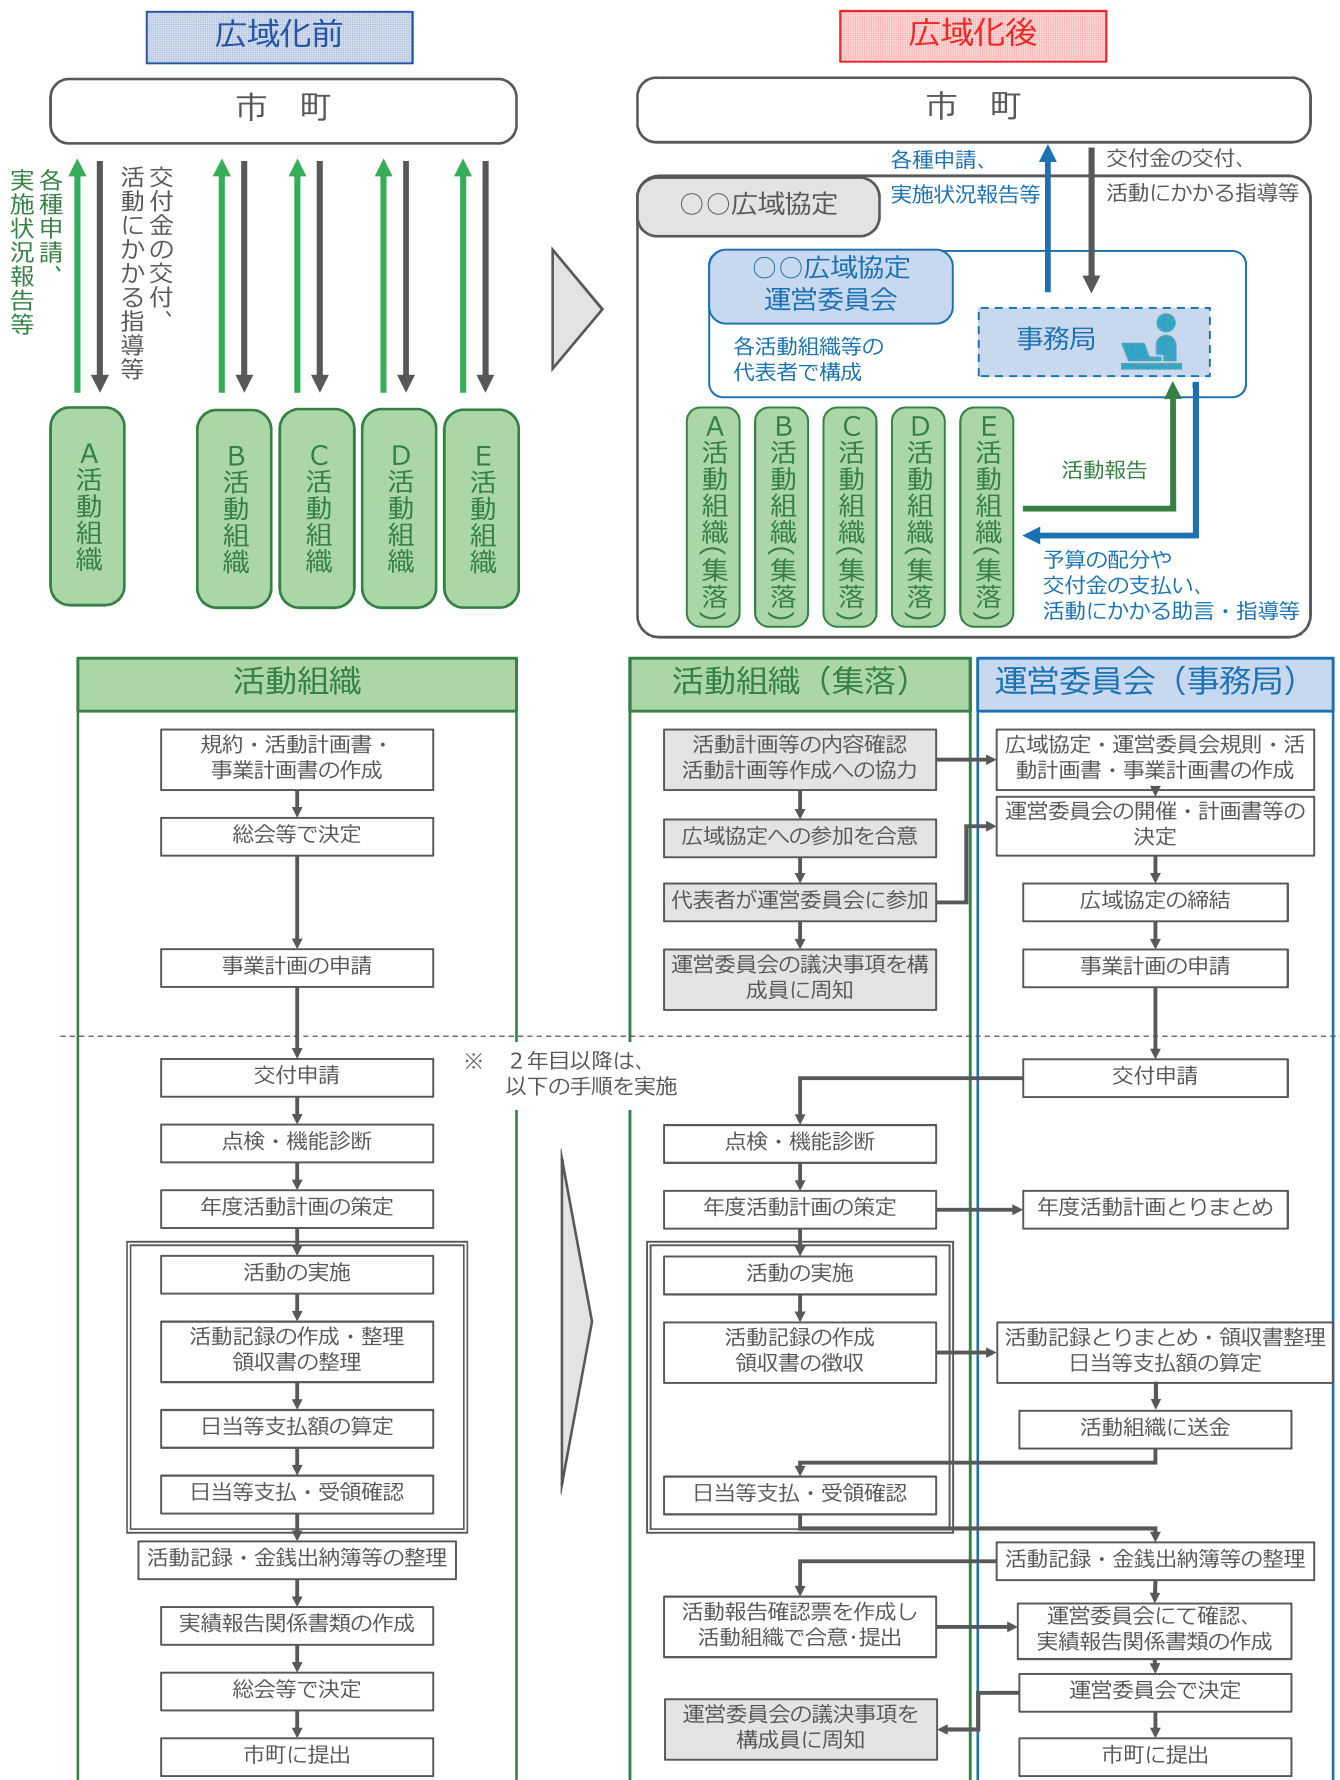 広域化前
市　町
各種申請、
実施状況報告等
交付金の交付、
活動にかかる指導等
A活動組織
B活動組織
C活動組織
D活動組織
E活動組織
広域化後
市　町
各種申請、
実施状況報告等
交付金の交付、
活動にかかる指導等
○○広域協定
○○広域協定
運営委員会
各活動組織等の
代表者で構成
事務局
A活動組織(集落)
B活動組織(集落)
C活動組織(集落)
D活動組織(集落)
E活動組織(集落)
活動報告
予算の配分や
交付金の支払い、
活動にかかる助言・指導等
活動組織
規約・活動計画書・
事業計画書の作成
総会等で決定
事業計画の申請
交付申請
点検・機能診断
年度活動計画の策定
活動の実施
活動記録の作成・整理
領収書の整理
日当等支払額の算定
日当等支払・受領確認
活動記録・金銭出納簿等の整理
実績報告関係書類の作成
総会等で決定
市町に提出
※　２年目以降は、
以下の手順を実施
活動組織（集落）
活動計画等の内容確認
活動計画等作成への協力
広域協定への参加を合意
代表者が運営委員会に参加
運営委員会の議決事項を構
成員に周知
点検・機能診断
年度活動計画の策定
活動の実施
活動記録の作成
領収書の徴収
日当等支払・受領確認
活動報告確認票を作成し
活動組織で合意･提出
運営委員会の議決事項を
構成員に周知
運営委員会（事務局）
広域協定・運営委員会規則・活
動計画書・事業計画書の作成
運営委員会の開催・計画書等の
決定
広域協定の締結
事業計画の申請
交付申請
年度活動計画とりまとめ
活動記録とりまとめ・領収書整理
日当等支払額の算定
活動組織に送金
活動記録・金銭出納簿等の整理
運営委員会にて確認、
実績報告関係書類の作成
運営委員会で決定
市町に提出